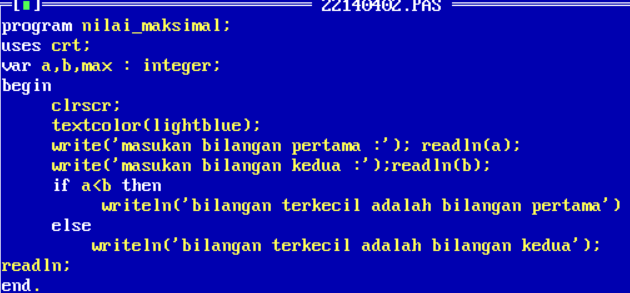 22140402.PAS
program nilai_maksimal;
uses crt;
var a,b,max : integer;
begin
clrscr;
textcolor(lightblue);
write('masukan bilangan pertama :'); readln(a);
write('masukan bilangan kedua :');readln(b);
if a<b then
writeln('bilangan terkecil adalah bilangan pertama')
else
writeln('bilangan terkecil adalah bilangan kedua');
readln;
end.